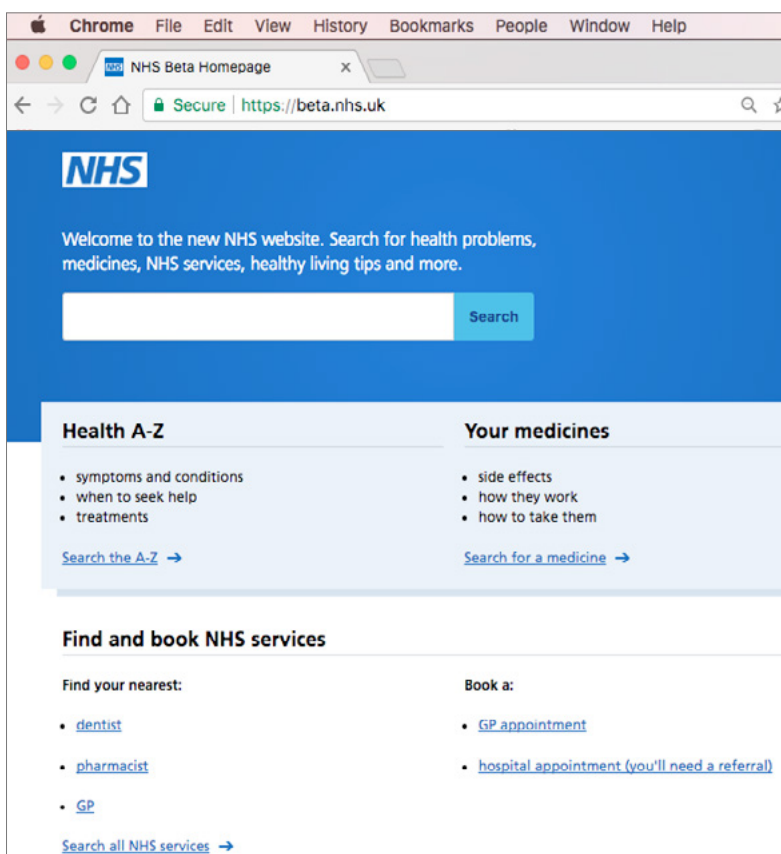 Chrome File Edit View History Bookmarks People Window Help
NHS NHS Beta Homepage
Secure https://beta.nhs.uk
NHS
Welcome to the new NHS website. Search for health problems,
medicines, NHS services, healthy living tips and more.
Search
Health A-Z
• symptoms and conditions
• when to seek help
• treatments
Search the A-Z →
Your medicines
• side effects
• how they work
• how to take them
Search for a medicine →
Find and book NHS services
Find your nearest:
• dentist
• pharmacist
• GP
Search all NHS services →
Book a:
• GP appointment
• hospital appointment (you'll need a referral)